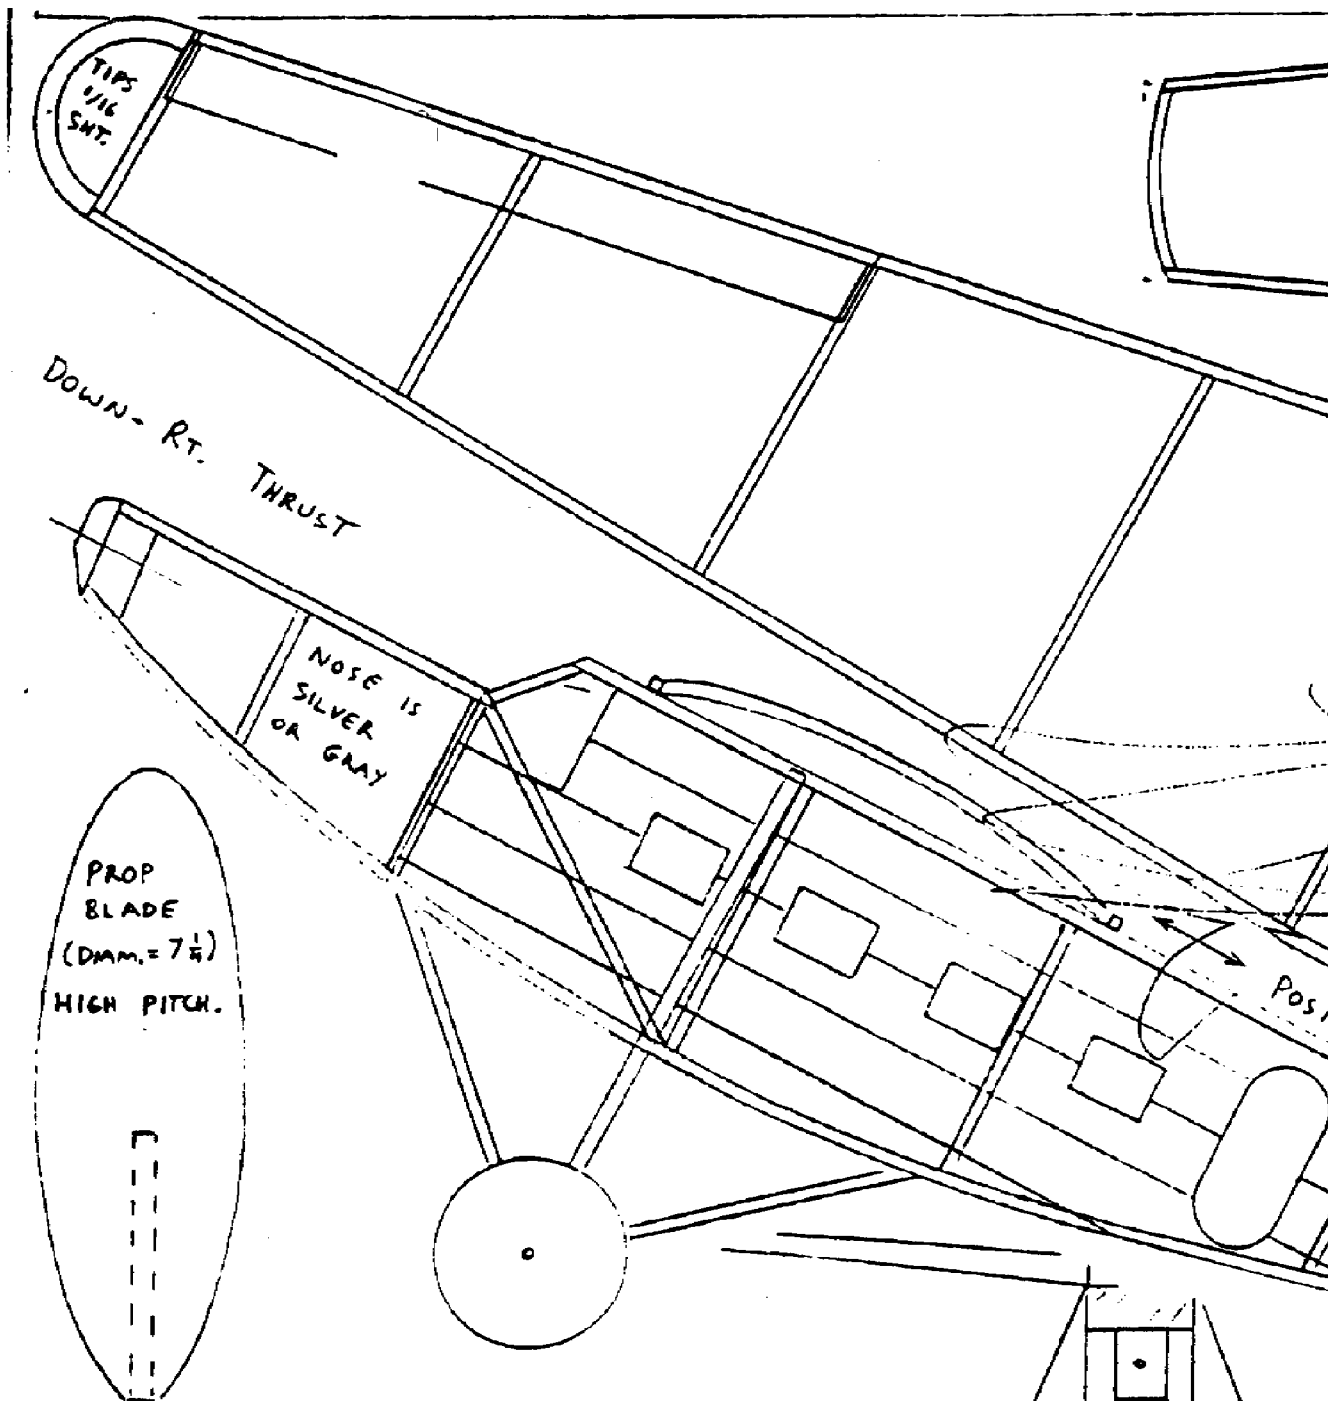 TIPS
1/16
SHT.
DOWN- RT. THRUST
NOSE IS
SILVER
OR GRAY
PROP
BLADE
(DIAM. = 7 1/4)
HIGH PITCH.